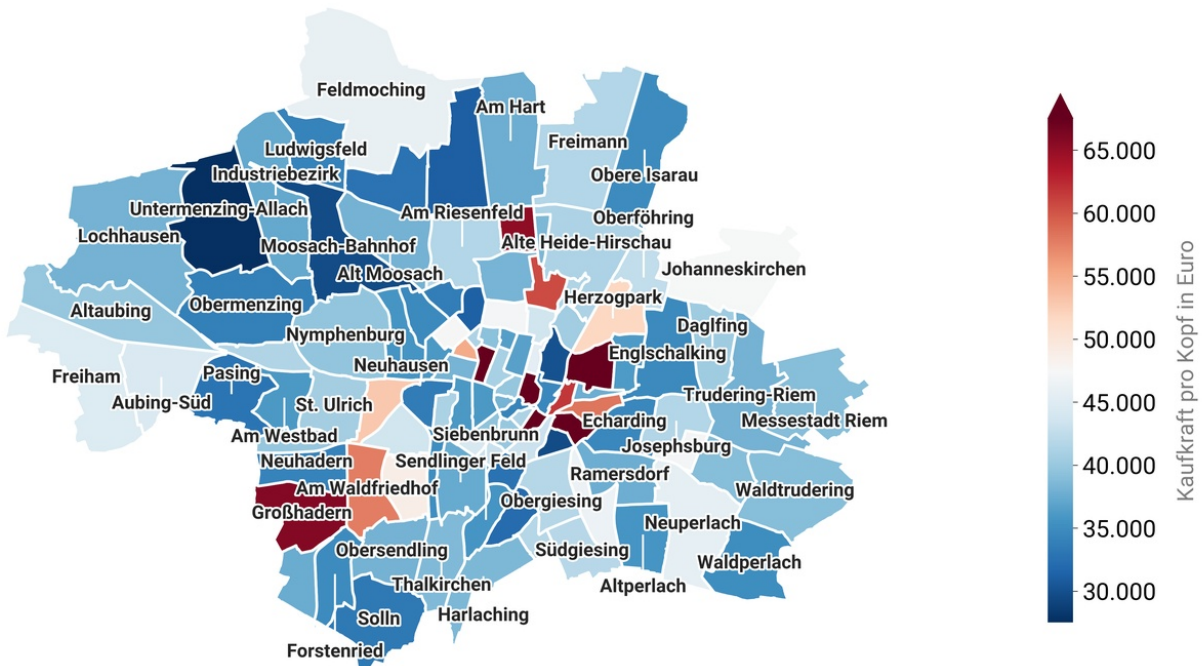 Feldmoching
Am Hart
Ludwigsfeld
Freimann
Industriebezirk
Obere Isarau
Untermenzing-Allach
Am Riesenfeld
Oberföhring
Lochhausen
Moosach-Bahnhof
Alte Heide-Hirschau
Alt Moosach
Johanneskirchen
Obermenzing
Herzogpark
Altaubing
Nymphenburg
Daglfing
Neuhausen
Englschalking
Freiham
Pasing
Aubing-Süd
St. Ulrich
Trudering-Riem
Messestadt Riem
Am Westbad
Siebenbrunn
Echarding
Josephsburg
Neuhadern
Sendlinger Feld
Ramersdorf
Am Waldfriedhof
Obergiesing
Waldtrudering
Großhadern
Neuperlach
Obersendling
Südgiesing
Waldperlach
Thalkirchen
Altperlach
Solln
Harlaching
Forstenried
65.000
60.000
55.000
50.000
45.000
40.000
35.000
30.000
Kaufkraft pro Kopf in Euro